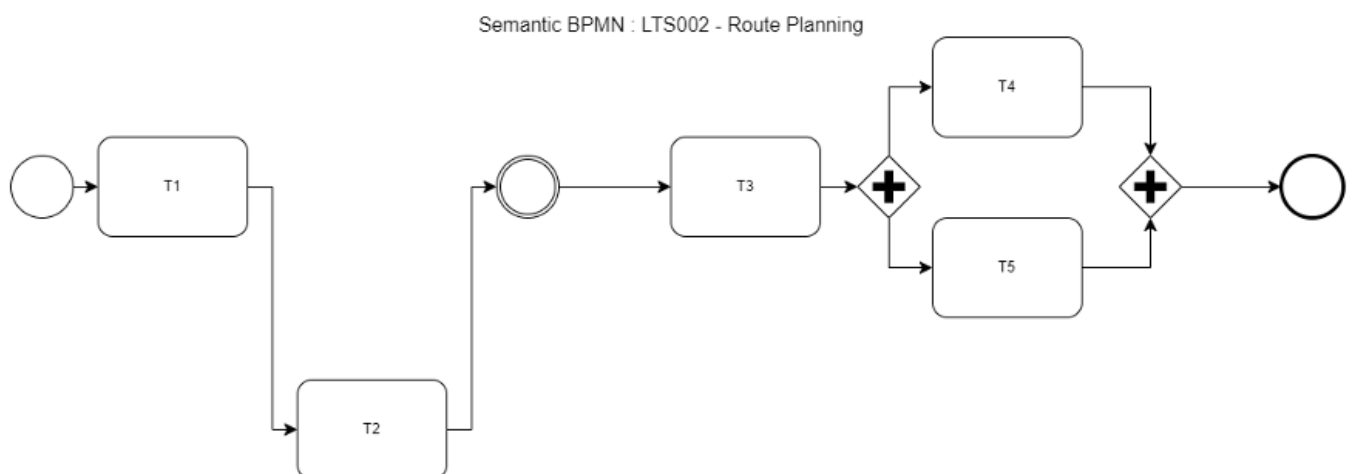 Semantic BPMN : LTS002 - Route Planning
T4
T1
T3
T5
T2